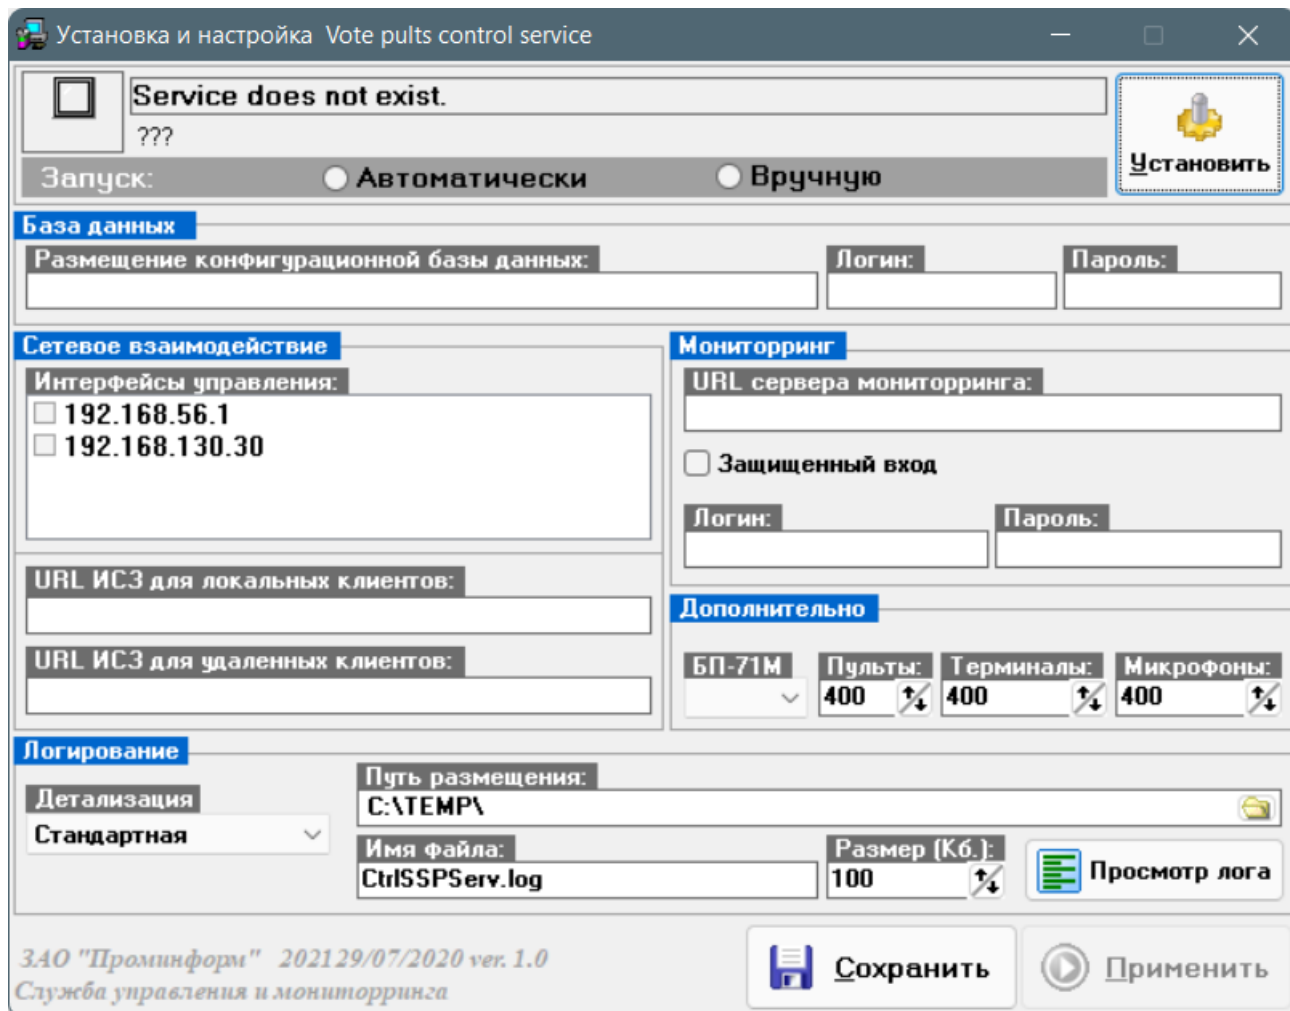 Установка и настройка  Vote pults control service
Service does not exist.
???
Установить
Запуск:
Автоматически
Вручную
База данных
Размещение конфигурационной базы данных:
Логин:
Пароль:
Сетевое взаимодействие
Интерфейсы управления:
192.168.56.1
192.168.130.30
URL ИСЗ для локальных клиентов:
URL ИСЗ для удаленных клиентов:
Мониторринг
URL сервера мониторринга:
Защищенный вход
Логин:
Пароль:
Дополнительно
БП-71М
Пульты:
Терминалы:
Микрофоны:
400
400
400
Логирование
Детализация
Стандартная
Путь размещения:
C:\TEMP\
Имя файла:
CtrlSSPServ.log
Размер (Кб.):
100
Просмотр лога
ЗАО "Проминформ"   202129/07/2020 ver. 1.0
Служба управления и мониторринга
Сохранить
Применить